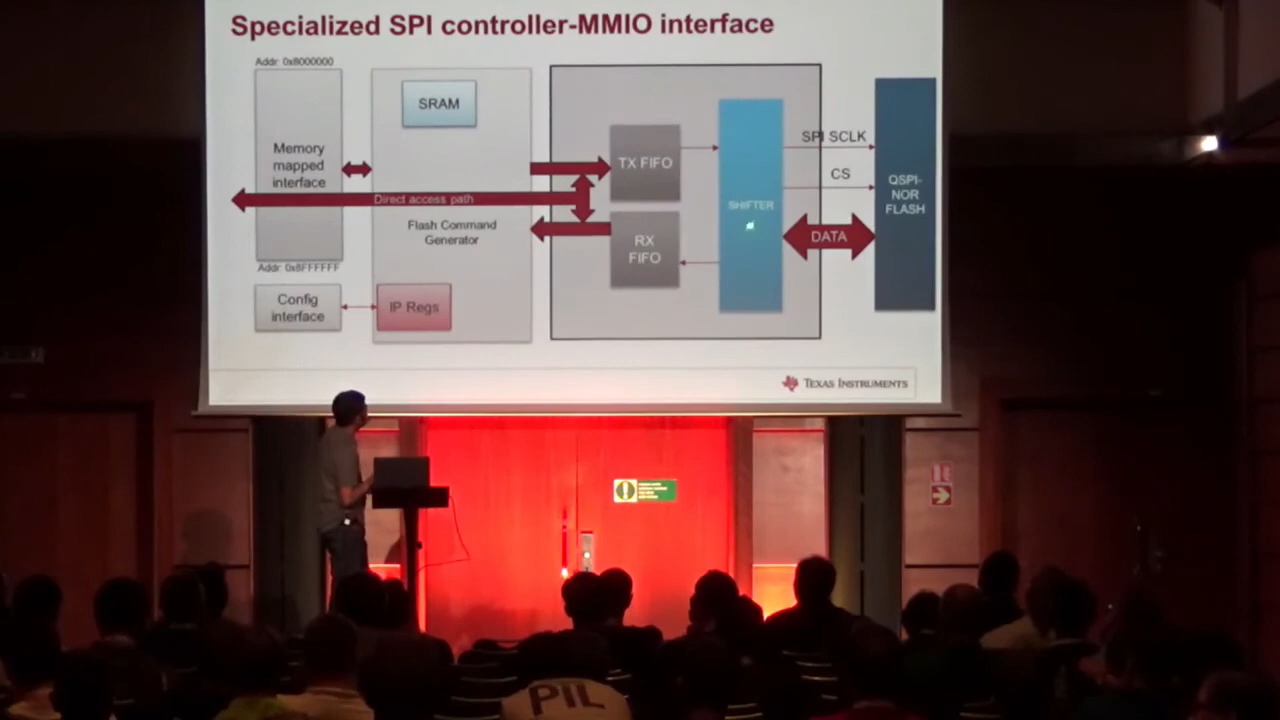 Specialized SPI controller-MMIO interface
Addr: 0x8000000
SRAM
Memory
mapped
interface
TX FIFO
SPI SCLK
CS
QSPI-
NOR
FLASH
Direct access path
SHIFTER
Flash Command
Generator
RX
FIFO
DATA
Addr: 0x8FFFFFF
Config
interface
IP Regs
TEXAS INSTRUMENTS
PIL